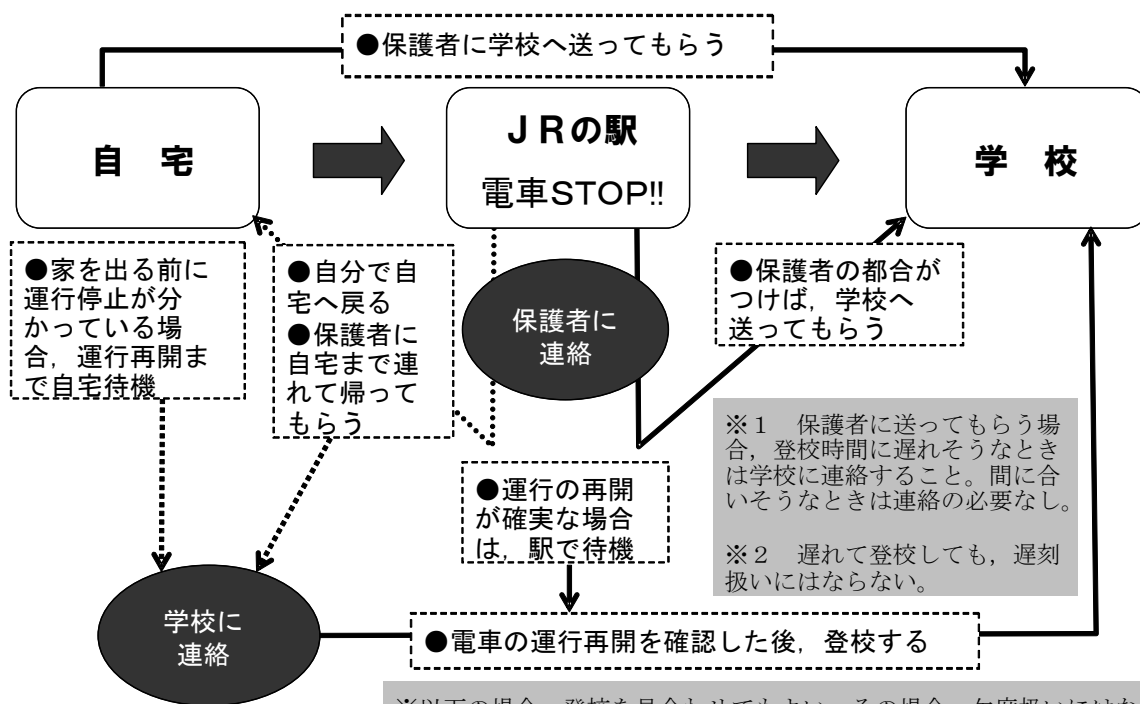 ●保護者に学校へ送ってもらう
自　宅
ＪＲの駅
電車STOP!!
学　校
●家を出る前に
運行停止が分
かっている場
合，運行再開ま
で自宅待機
●自分で自
宅へ戻る
●保護者に
自宅まで連
れて帰って
もらう
保護者に
連絡
●保護者の都合が
つけば，学校へ
送ってもらう
※１　保護者に送ってもらう場
合，登校時間に遅れそうなとき
は学校に連絡すること。間に合
いそうなときは連絡の必要なし。
※２　遅れて登校しても，遅刻
扱いにはならない。
●運行の再開
が確実な場合
は，駅で待機
学校に
連絡
●電車の運行再開を確認した後，登校する